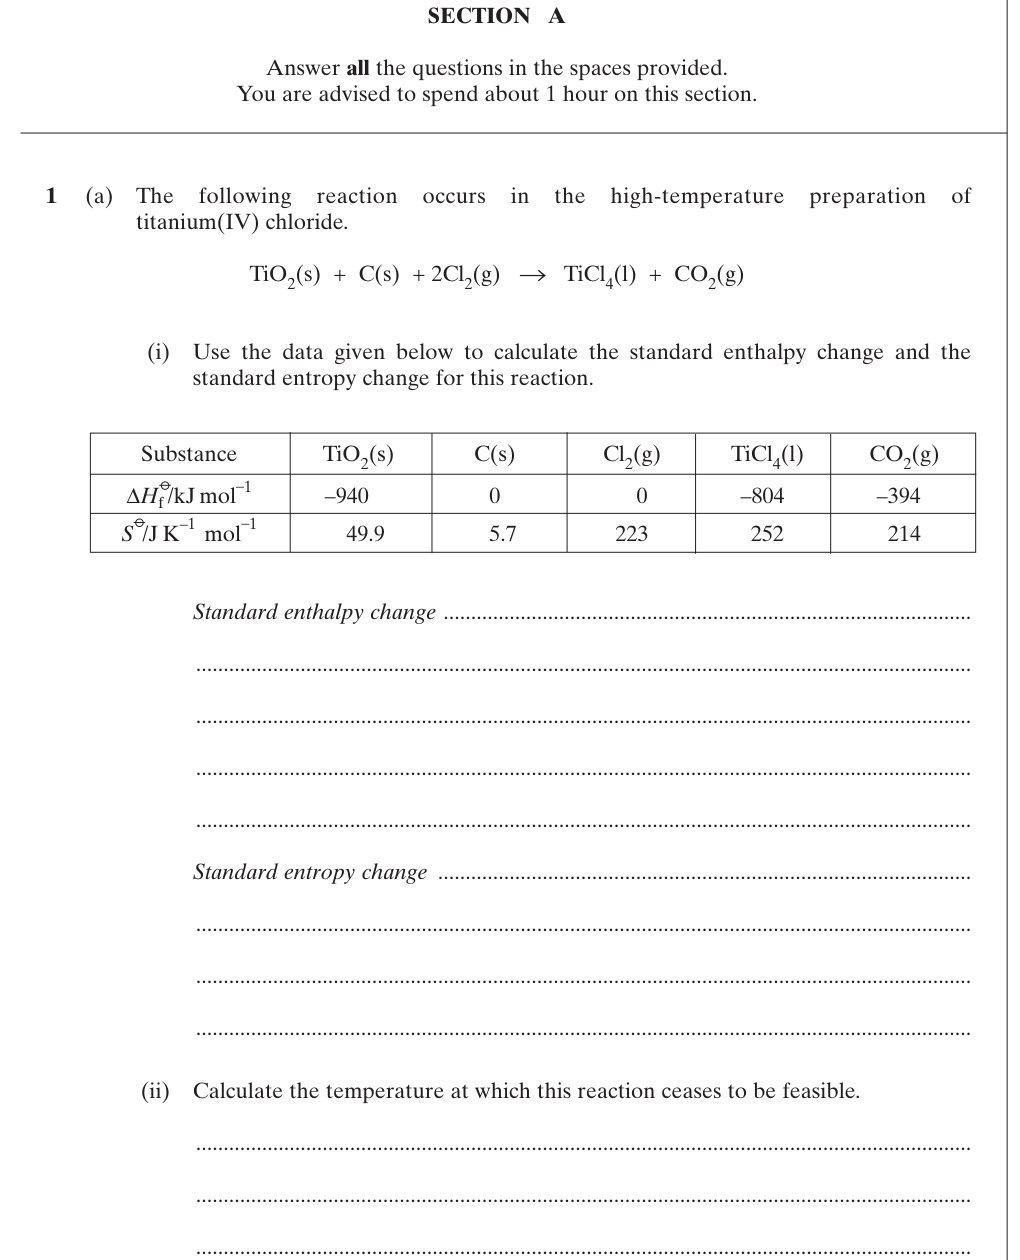 SECTION A
Answer all the questions in the spaces provided.
You are advised to spend about 1 hour on this section.
1 (a) The following reaction occurs in the high-temperature preparation of
titanium(IV) chloride.
TiO₂(s) + C(s) + 2Cl₂(g) → TiCl₄(l) + CO₂(g)
(i) Use the data given below to calculate the standard enthalpy change and the
standard entropy change for this reaction.
Substance TiO₂(s) C(s) Cl₂(g) TiCl₄(l) CO₂(g)
ΔHf⦵/kJ mol⁻¹ –940 0 0 –804 –394
S⦵/J K⁻¹ mol⁻¹ 49.9 5.7 223 252 214
Standard enthalpy change ................................................................
................................................................
................................................................
................................................................
................................................................
Standard entropy change ................................................................
................................................................
................................................................
................................................................
(ii) Calculate the temperature at which this reaction ceases to be feasible.
................................................................
................................................................
................................................................